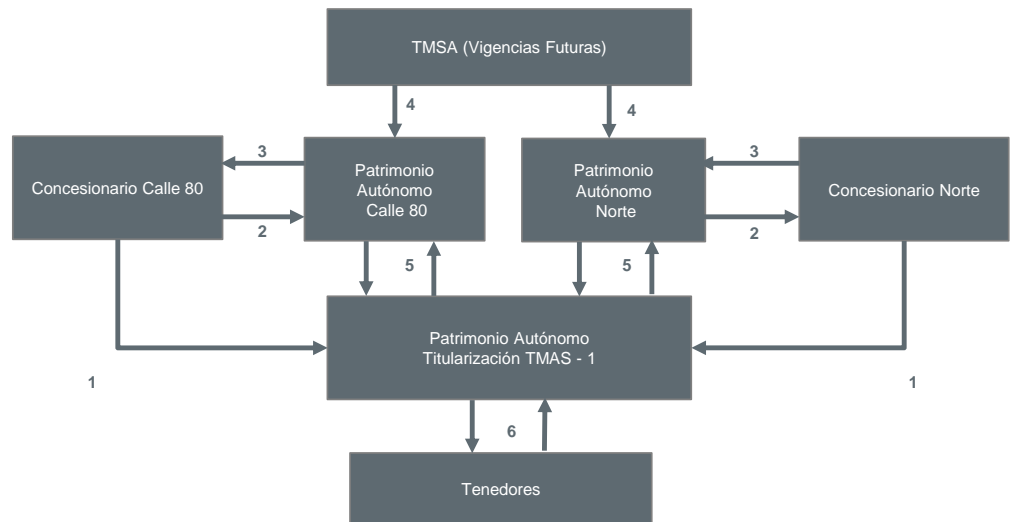 TMSA (Vigencias Futuras)
4
4
3
3
Concesionario Calle 80
Patrimonio
Autónomo
Calle 80
Patrimonio
Autónomo
Norte
Concesionario Norte
2
2
5
5
Patrimonio Autónomo
Titularización TMAS - 1
1
1
6
Tenedores